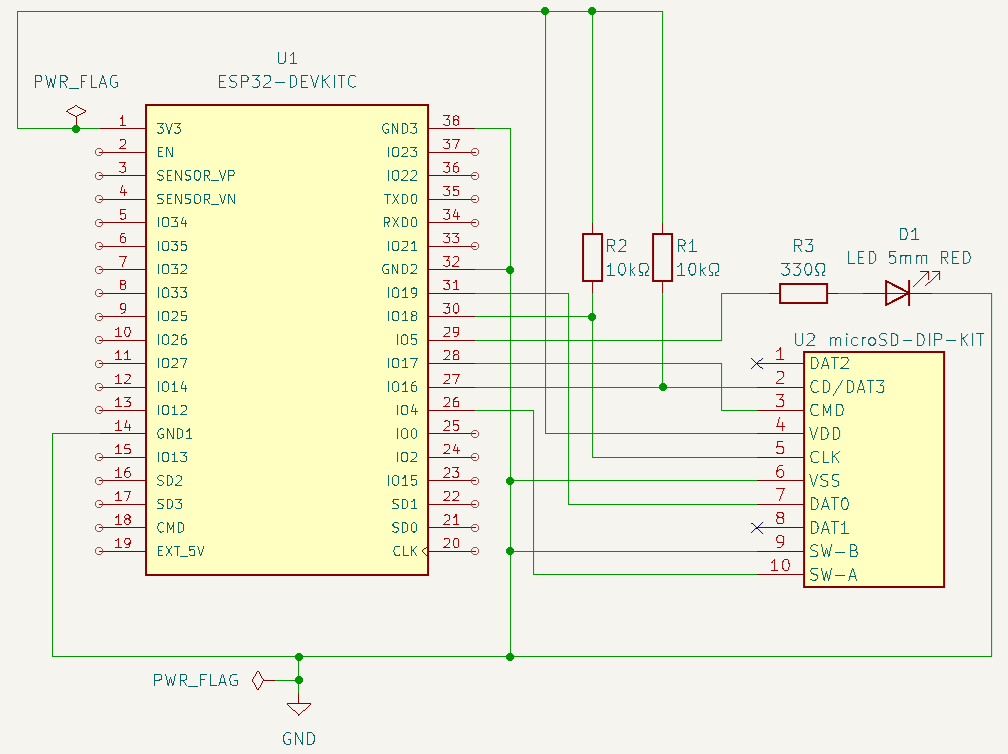 U1
ESP32-DEVKITC
PWR_FLAG
1 3V3
2 EN
3 SENSOR_VP
4 SENSOR_VN
5 IO34
6 IO35
7 IO32
8 IO33
9 IO25
10 IO26
11 IO27
12 IO14
13 IO12
14 GND1
15 IO13
16 SD2
17 SD3
18 CMD
19 EXT_5V
GND3 38
IO23 37
IO22 36
TXD0 35
RXD0 34
IO21 33
GND2 32
IO19 31
IO18 30
IO5 29
IO17 28
IO16 27
IO4 26
IO0 25
IO2 24
IO15 23
SD1 22
SD0 21
CLK 20
R2
10kΩ
R1
10kΩ
R3
330Ω
D1
LED 5mm RED
U2 microSD-DIP-KIT
1 DAT2
2 CD/DAT3
3 CMD
4 VDD
5 CLK
6 VSS
7 DAT0
8 DAT1
9 SW-B
10 SW-A
PWR_FLAG
GND